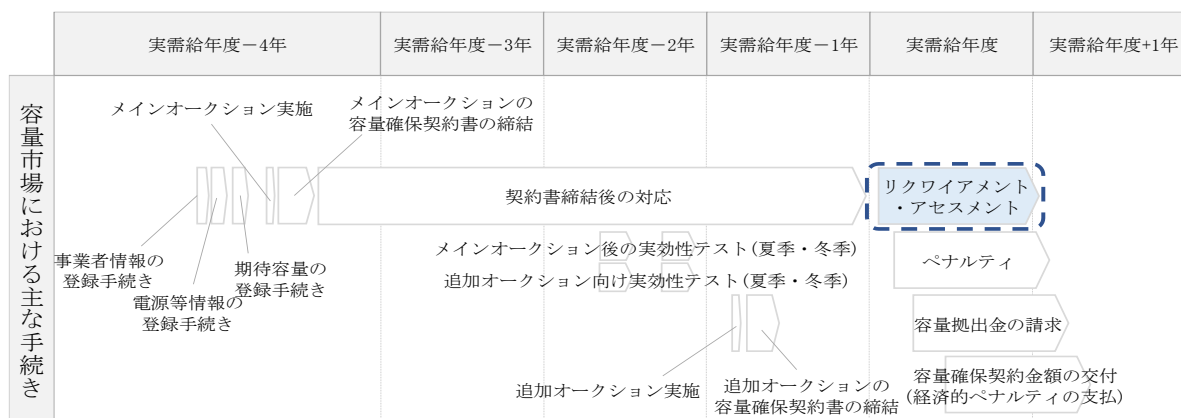 実需給年度－4年
実需給年度－3年
実需給年度－2年
実需給年度－1年
実需給年度
実需給年度+1年
容量市場における主な手続き
メインオークション実施
メインオークションの
容量確保契約書の締結
契約書締結後の対応
リクワイアメント
・アセスメント
事業者情報の
登録手続き
電源等情報の
登録手続き
期待容量の
登録手続き
メインオークション後の実効性テスト(夏季・冬季)
追加オークション向け実効性テスト(夏季・冬季)
ペナルティ
容量拠出金の請求
追加オークション実施
追加オークションの
容量確保契約書の締結
容量確保契約金額の交付
(経済的ペナルティの支払)